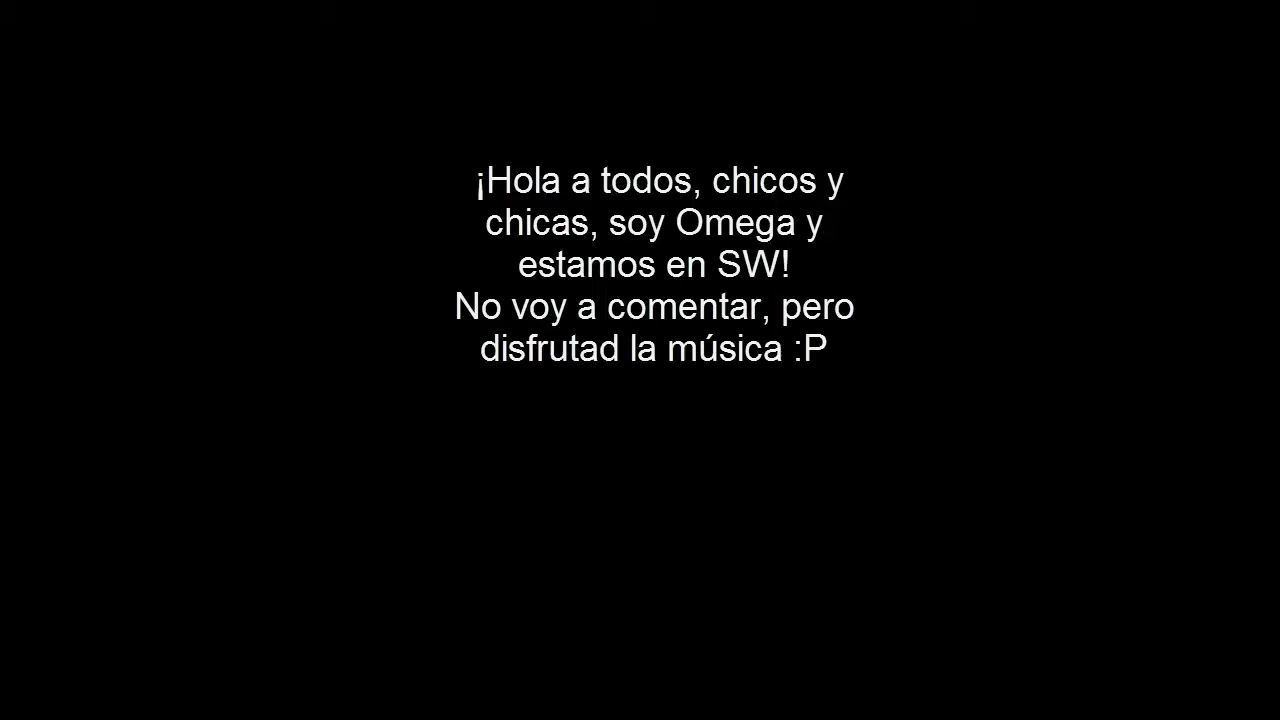 ¡Hola a todos, chicos y
chicas, soy Omega y
estamos en SW!
No voy a comentar, pero
disfrutad la música :P